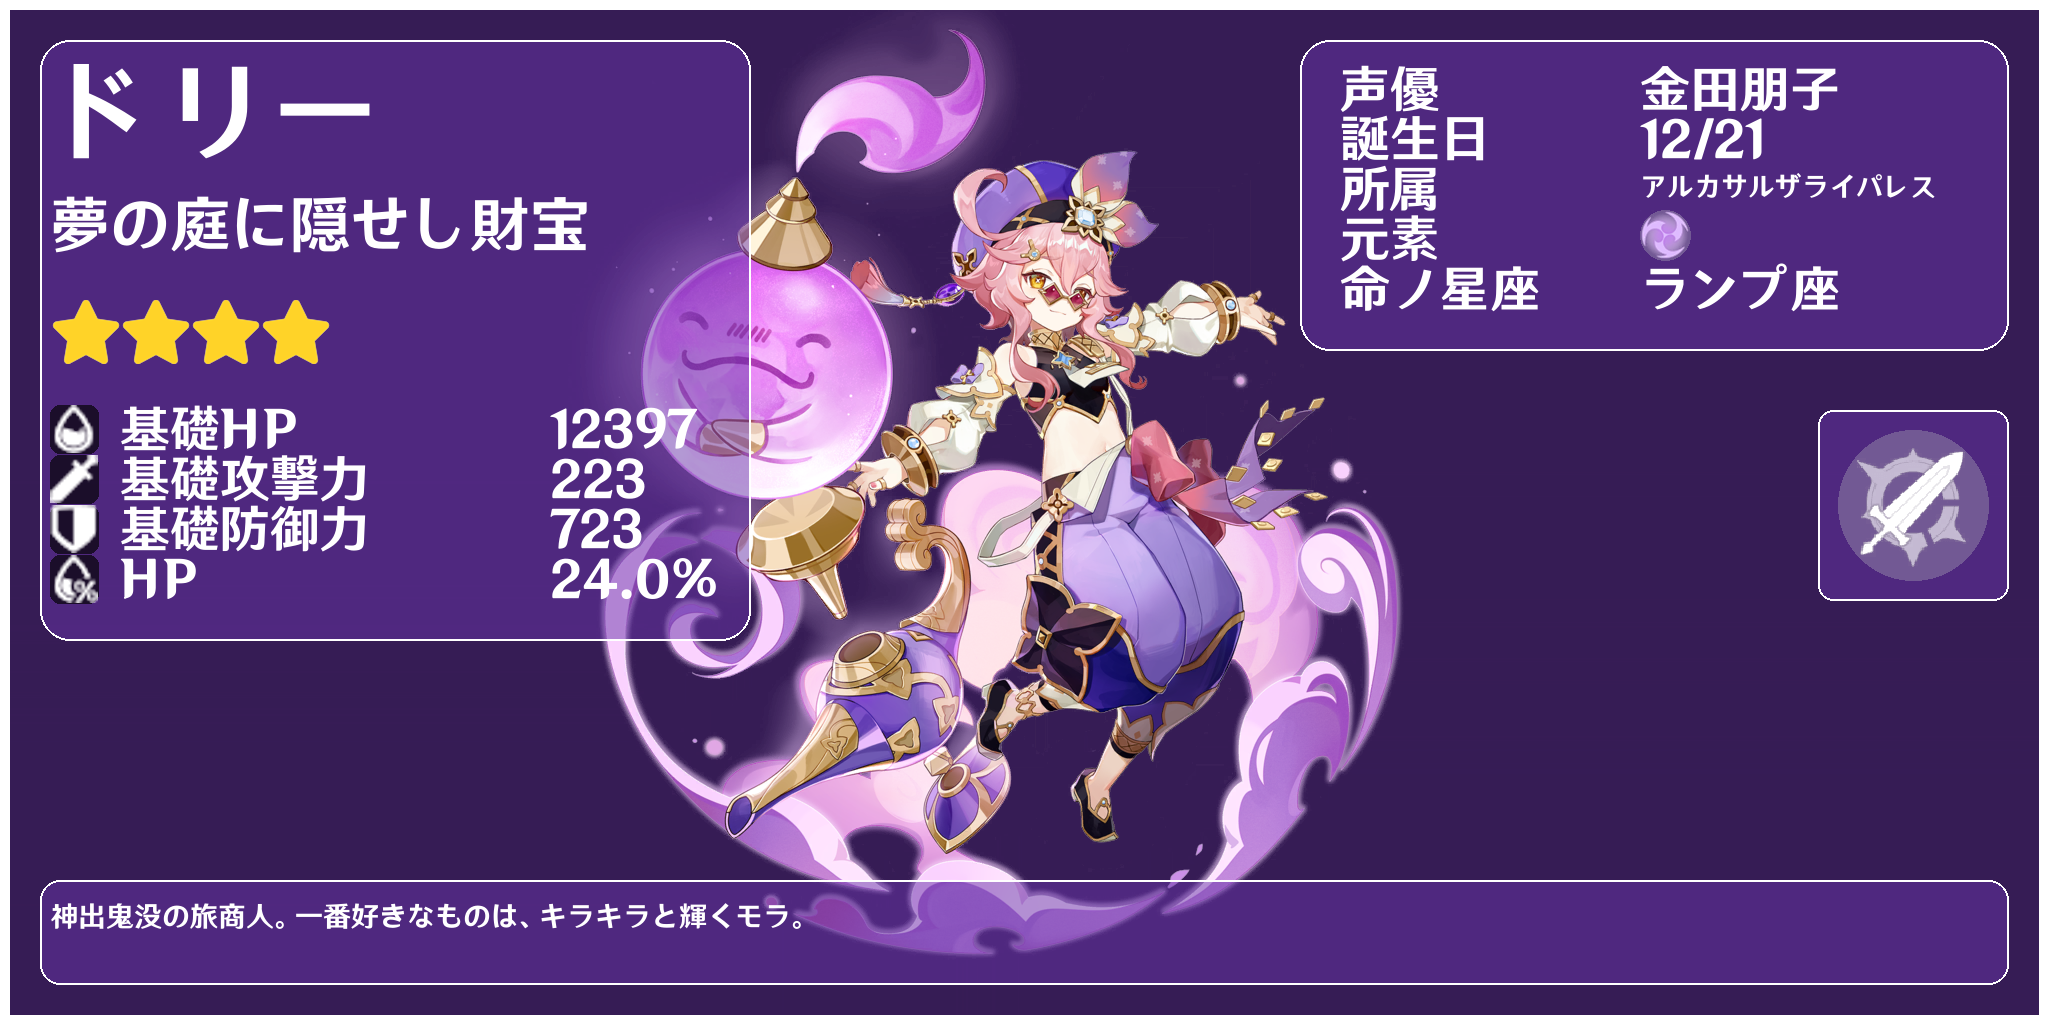 ドリー
夢の庭に隠せし財宝
基礎HP 12397
基礎攻撃力 223
基礎防御力 723
HP 24.0%
声優 金田朋子
誕生日 12/21
所属 アルカサルザライパレス
元素
命ノ星座 ランプ座
神出鬼没の旅商人。一番好きなものは、キラキラと輝くモラ。